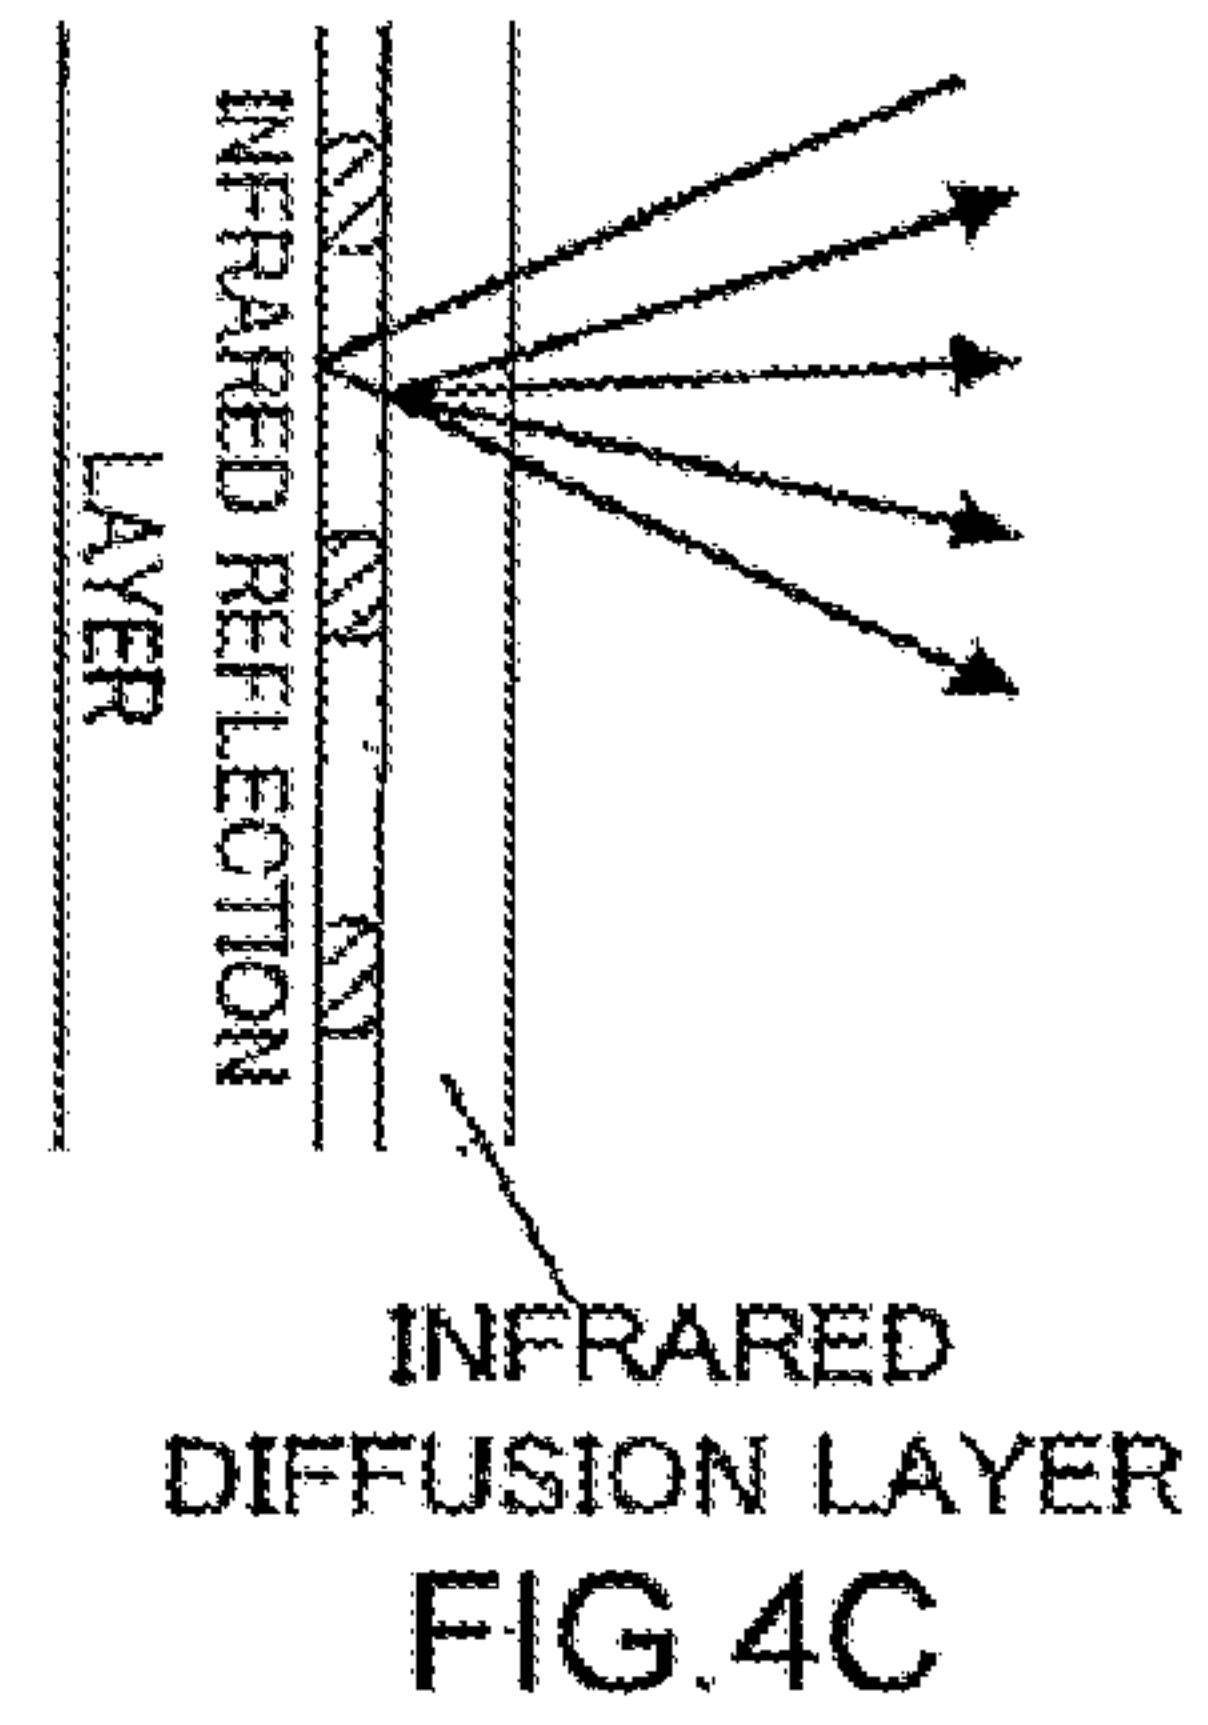 INFRARED REFLECTION
LAYER
INFRARED
DIFFUSION LAYER
FIG.4C